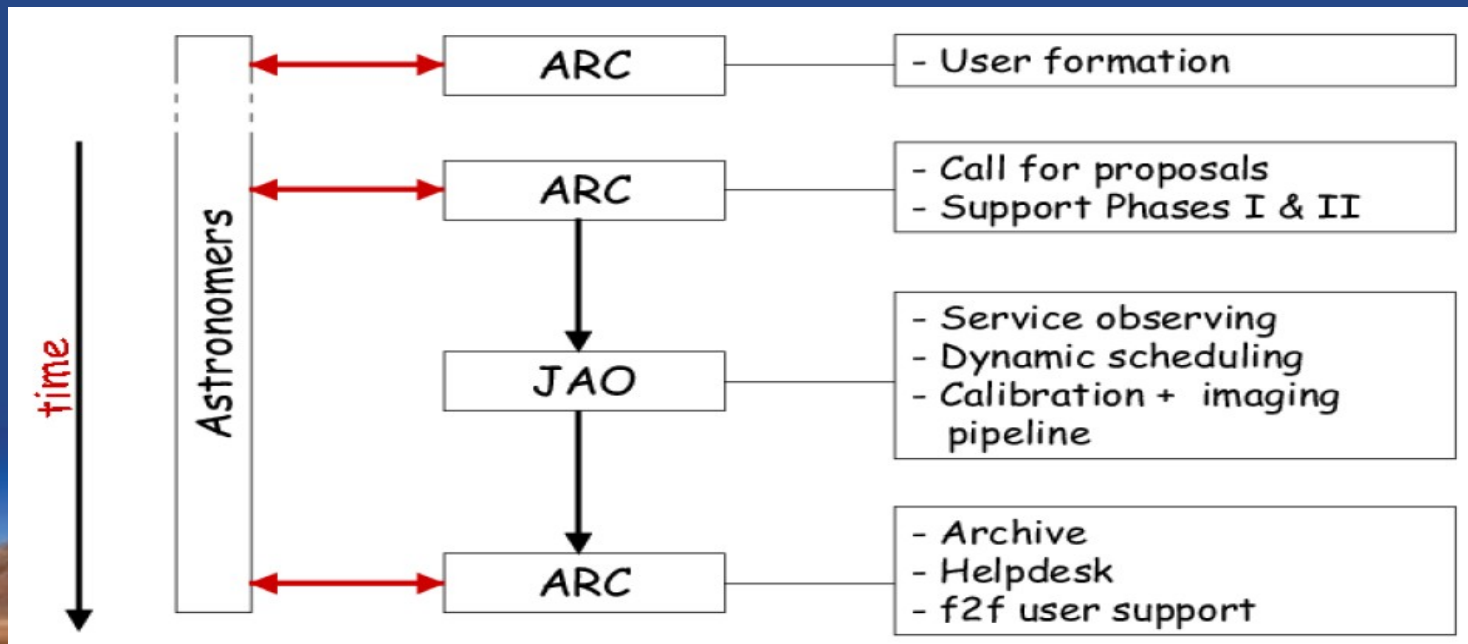 ARC
- User formation
ARC
- Call for proposals
- Support Phases I & II
Astronomers
time
JAO
- Service observing
- Dynamic scheduling
- Calibration + imaging
pipeline
ARC
- Archive
- Helpdesk
- f2f user support